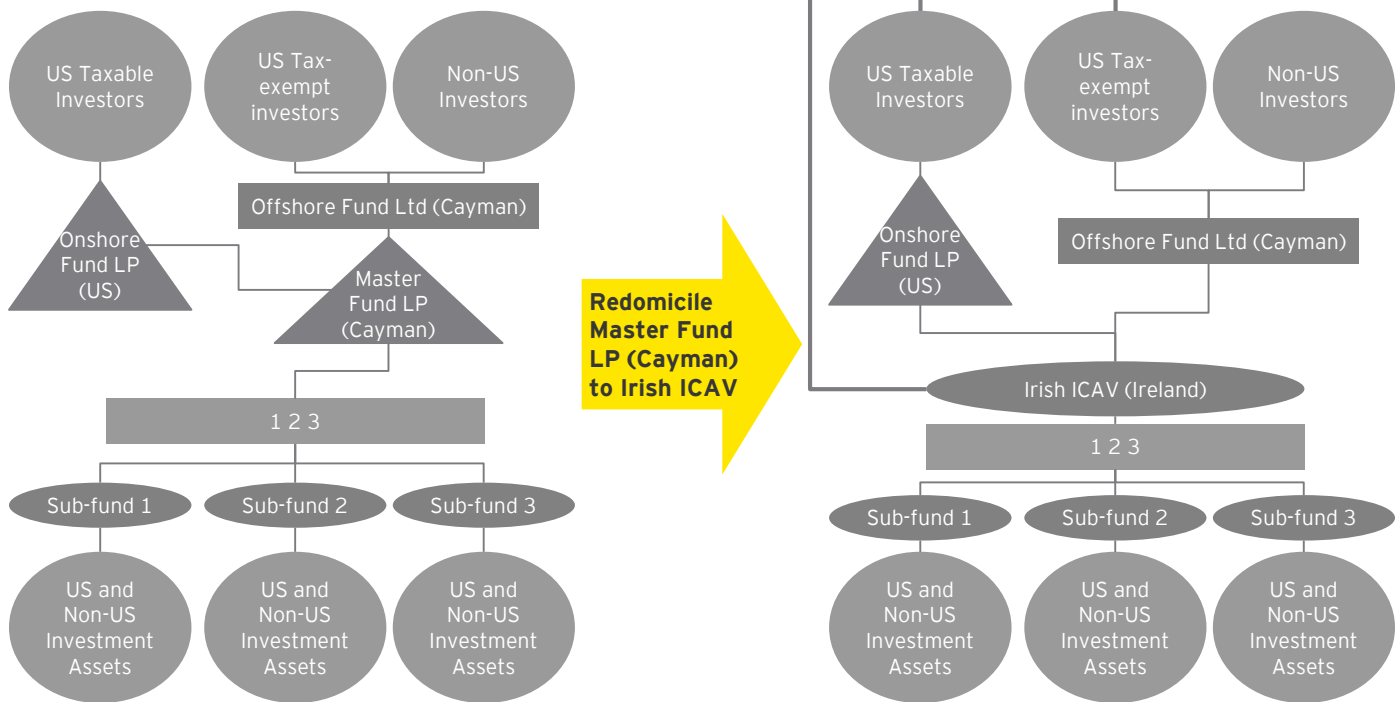 US Taxable
Investors
US Tax-
exempt
investors
Non-US
Investors
Offshore Fund Ltd (Cayman)
Onshore
Fund LP
(US)
Master
Fund LP
(Cayman)
1 2 3
Sub-fund 1
Sub-fund 2
Sub-fund 3
US and
Non-US
Investment
Assets
US and
Non-US
Investment
Assets
US and
Non-US
Investment
Assets
Redomicile
Master Fund
LP (Cayman)
to Irish ICAV
US Taxable
Investors
US Tax-
exempt
investors
Non-US
Investors
Onshore
Fund LP
(US)
Offshore Fund Ltd (Cayman)
Irish ICAV (Ireland)
1 2 3
Sub-fund 1
Sub-fund 2
Sub-fund 3
US and
Non-US
Investment
Assets
US and
Non-US
Investment
Assets
US and
Non-US
Investment
Assets